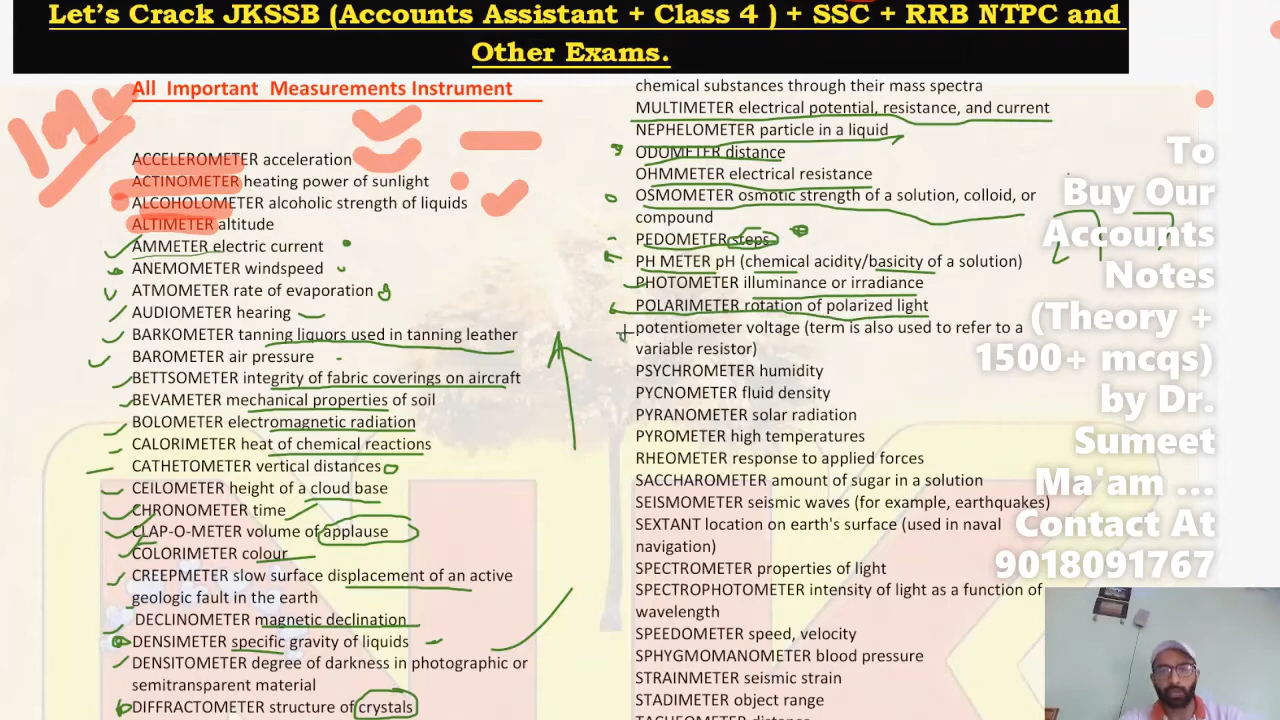 Let's Crack JKSSB (Accounts Assistant + Class 4 ) + SSC + RRB NTPC and
Other Exams.
All Important Measurements Instrument
ACCELEROMETER acceleration
ACTINOMETER heating power of sunlight
ALCOHOLOMETER alcoholic strength of liquids
ALTIMETER altitude
AMMETER electric current
ANEMOMETER windspeed
ATMOMETER rate of evaporation
AUDIOMETER hearing
BARKOMETER tanning liquors used in tanning leather
BAROMETER air pressure
BETTSOMETER integrity of fabric coverings on aircraft
BEVAMETER mechanical properties of soil
BOLOMETER electromagnetic radiation
CALORIMETER heat of chemical reactions
CATHETOMETER vertical distances
CEILOMETER height of a cloud base
CHRONOMETER time
CLAP-O-METER volume of applause
COLORIMETER colour
CREEPMETER slow surface displacement of an active
geologic fault in the earth
DECLINOMETER magnetic declination
DENSIMETER specific gravity of liquids
DENSITOMETER degree of darkness in photographic or
semitransparent material
DIFFRACTOMETER structure of crystals
chemical substances through their mass spectra
MULTIMETER electrical potential, resistance, and current
NEPHELOMETER particle in a liquid
ODOMETER distance
OHMMETER electrical resistance
OSMOMETER osmotic strength of a solution, colloid, or
compound
PEDOMETER steps
PH METER pH (chemical acidity/basicity of a solution)
PHOTOMETER illuminance or irradiance
POLARIMETER rotation of polarized light
potentiometer voltage (term is also used to refer to a
variable resistor)
PSYCHROMETER humidity
PYCNOMETER fluid density
PYRANOMETER solar radiation
PYROMETER high temperatures
RHEOMETER response to applied forces
SACCHAROMETER amount of sugar in a solution
SEISMOMETER seismic waves (for example, earthquakes)
SEXTANT location on earth's surface (used in naval
navigation)
SPECTROMETER properties of light
SPECTROPHOTOMETER intensity of light as a function of
wavelength
SPEEDOMETER speed, velocity
SPHYGMOMANOMETER blood pressure
STRAINMETER seismic strain
STADIMETER object range
TACHEOMETER distance
To
Buy Our
Accounts
Notes
(Theory +
1500+ mcqs)
by Dr.
Sumeet
Ma'am ...
Contact At
9018091767